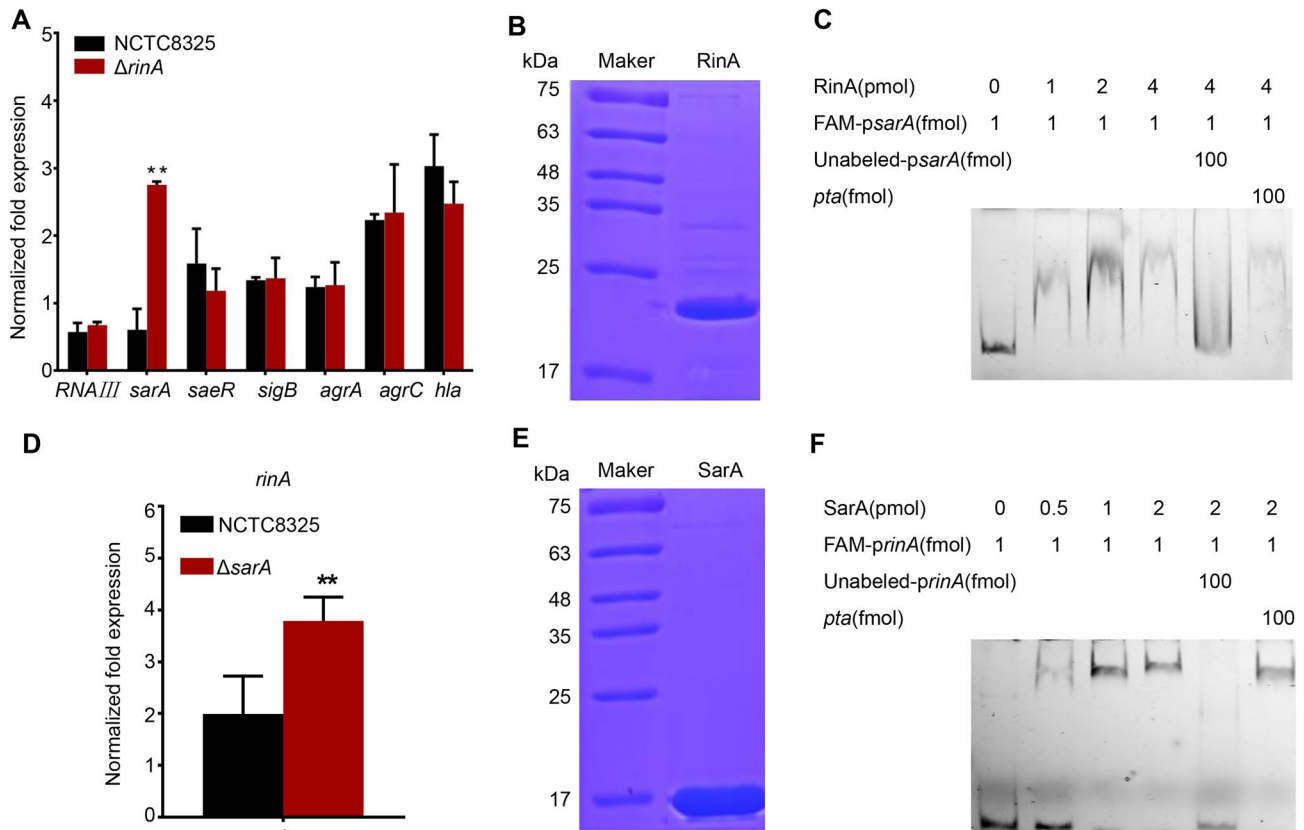 A
5
4
3
2
1
0
Normalized fold expression
NCTC8325
ΔrinA
**
RNAIII sarA saeR sigB agrA agrC hla
B
kDa Maker RinA
75
63
48
35
25
17
C
RinA(pmol) 0 1 2 4 4 4
FAM-psarA(fmol) 1 1 1 1 1 1
Unabeled-psarA(fmol) 100
pta(fmol) 100
D
rinA
6
5
4
3
2
1
0
Normalized fold expression
NCTC8325
ΔsarA
**
E
kDa Maker SarA
75
63
48
35
25
17
F
SarA(pmol) 0 0.5 1 2 2 2
FAM-prinA(fmol) 1 1 1 1 1 1
Unabeled-prinA(fmol) 100
pta(fmol) 100